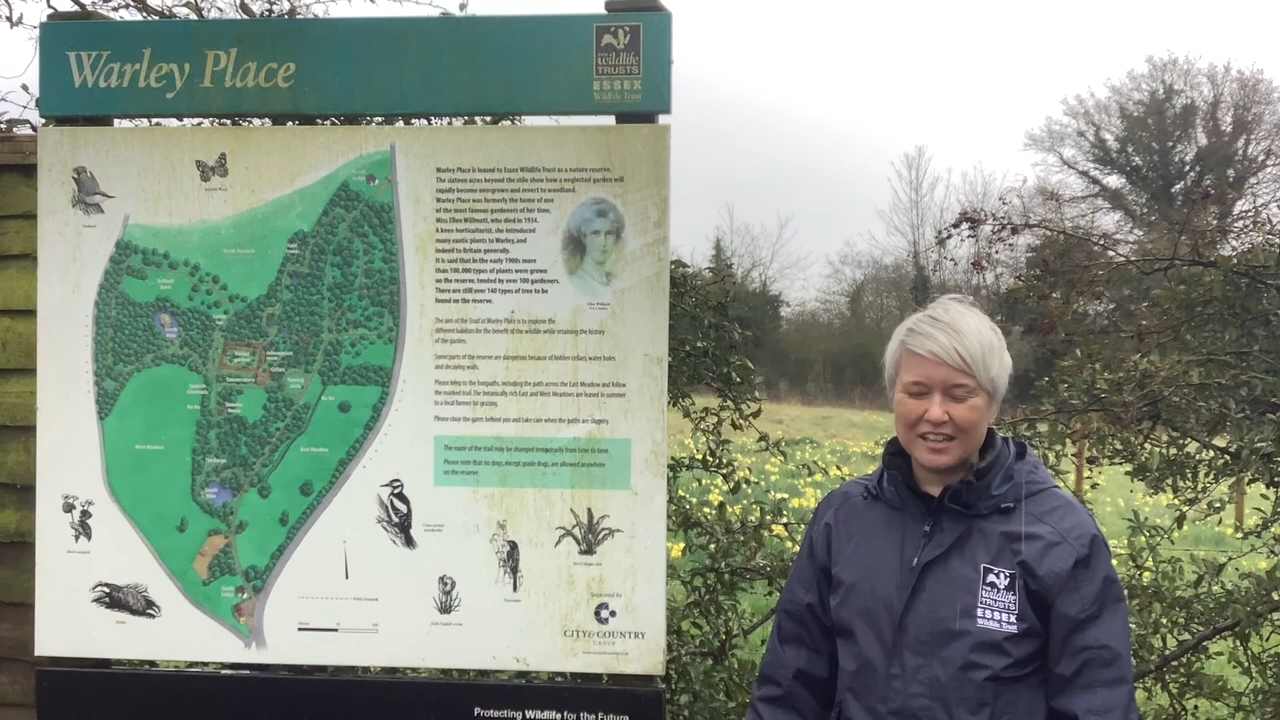 Warley Place
THE
wildlife
TRUSTS
ESSEX
Wildlife Trust
Warley Place is leased to Essex Wildlife Trust as a nature reserve.
The sixteen acres beyond the stile show how a neglected garden will
rapidly become overgrown and revert to woodland.
Warley Place was formerly the home of one
of the most famous gardeners of her time,
Miss Ellen Willmott, who died in 1934.
A keen horticulturist, she introduced
many exotic plants to Warley, and
indeed to Britain generally.
It is said that in the early 1900s more
than 100,000 types of plants were grown
on the reserve, tended by over 100 gardeners.
There are still over 140 types of tree to be
found on the reserve.
Ellen Willmott
The aim of the Trust at Warley Place is to improve the
different habitats for the benefit of the wildlife while retaining the history
of the garden.
Some parts of the reserve are dangerous because of hidden cellars, water holes
and decaying walls.
Please keep to the footpaths, including the path across the East Meadow and follow
the marked trail. The botanically rich East and West Meadows are leased in summer
to a local farmer for grazing.
Please close the gates behind you and take care when the paths are slippery.
The route of the trail may be changed temporarily from time to time.
Please note that no dogs, except guide dogs, are allowed anywhere
on the reserve.
North Meadow
Conservatory
West Meadow
East Meadow
Supported by
CITY&COUNTRY
GROUP
Protecting Wildlife for the Future
THE
wildlife
TRUSTS
ESSEX
Wildlife Trust